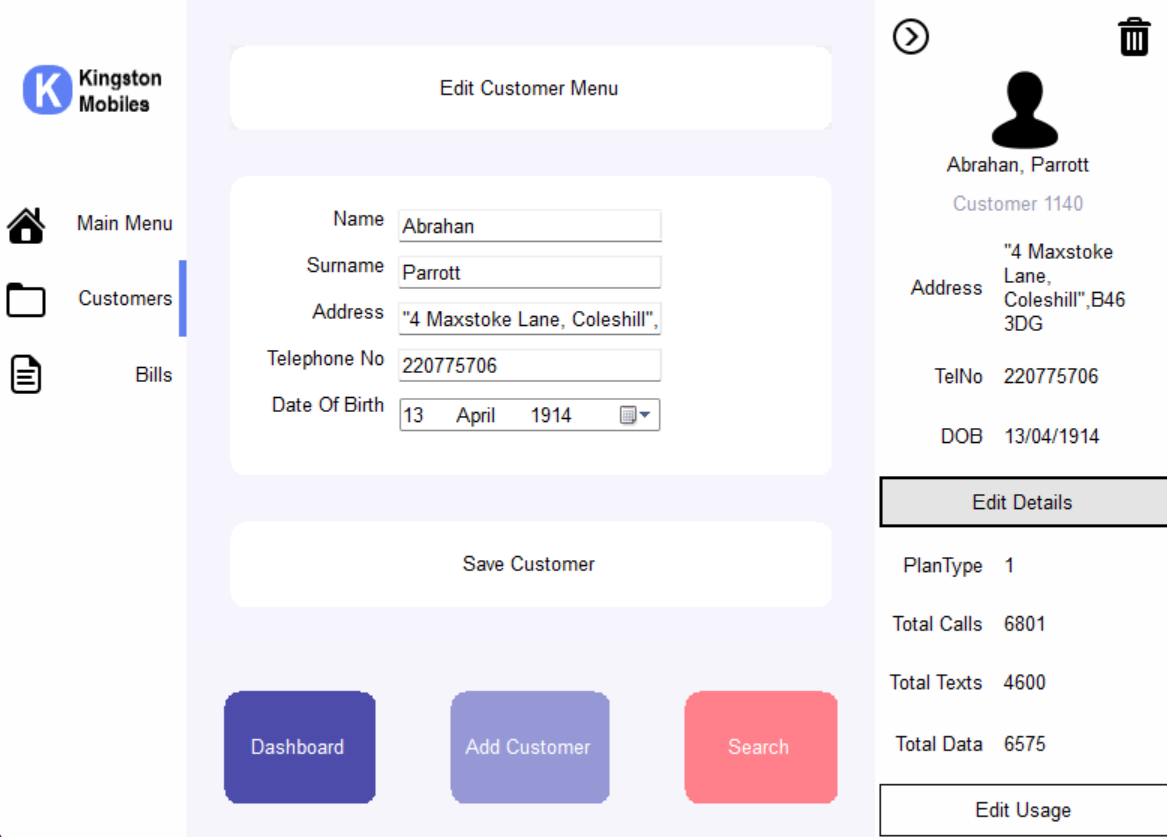 Kingston
Mobiles
Main Menu
Customers
Bills
Edit Customer Menu
Name Abrahan
Surname Parrott
Address "4 Maxstoke Lane, Coleshill",
Telephone No 220775706
Date Of Birth 13 April 1914
Save Customer
Dashboard
Add Customer
Search
Abrahan, Parrott
Customer 1140
Address
"4 Maxstoke
Lane,
Coleshill",B46
3DG
TelNo 220775706
DOB 13/04/1914
Edit Details
PlanType 1
Total Calls 6801
Total Texts 4600
Total Data 6575
Edit Usage